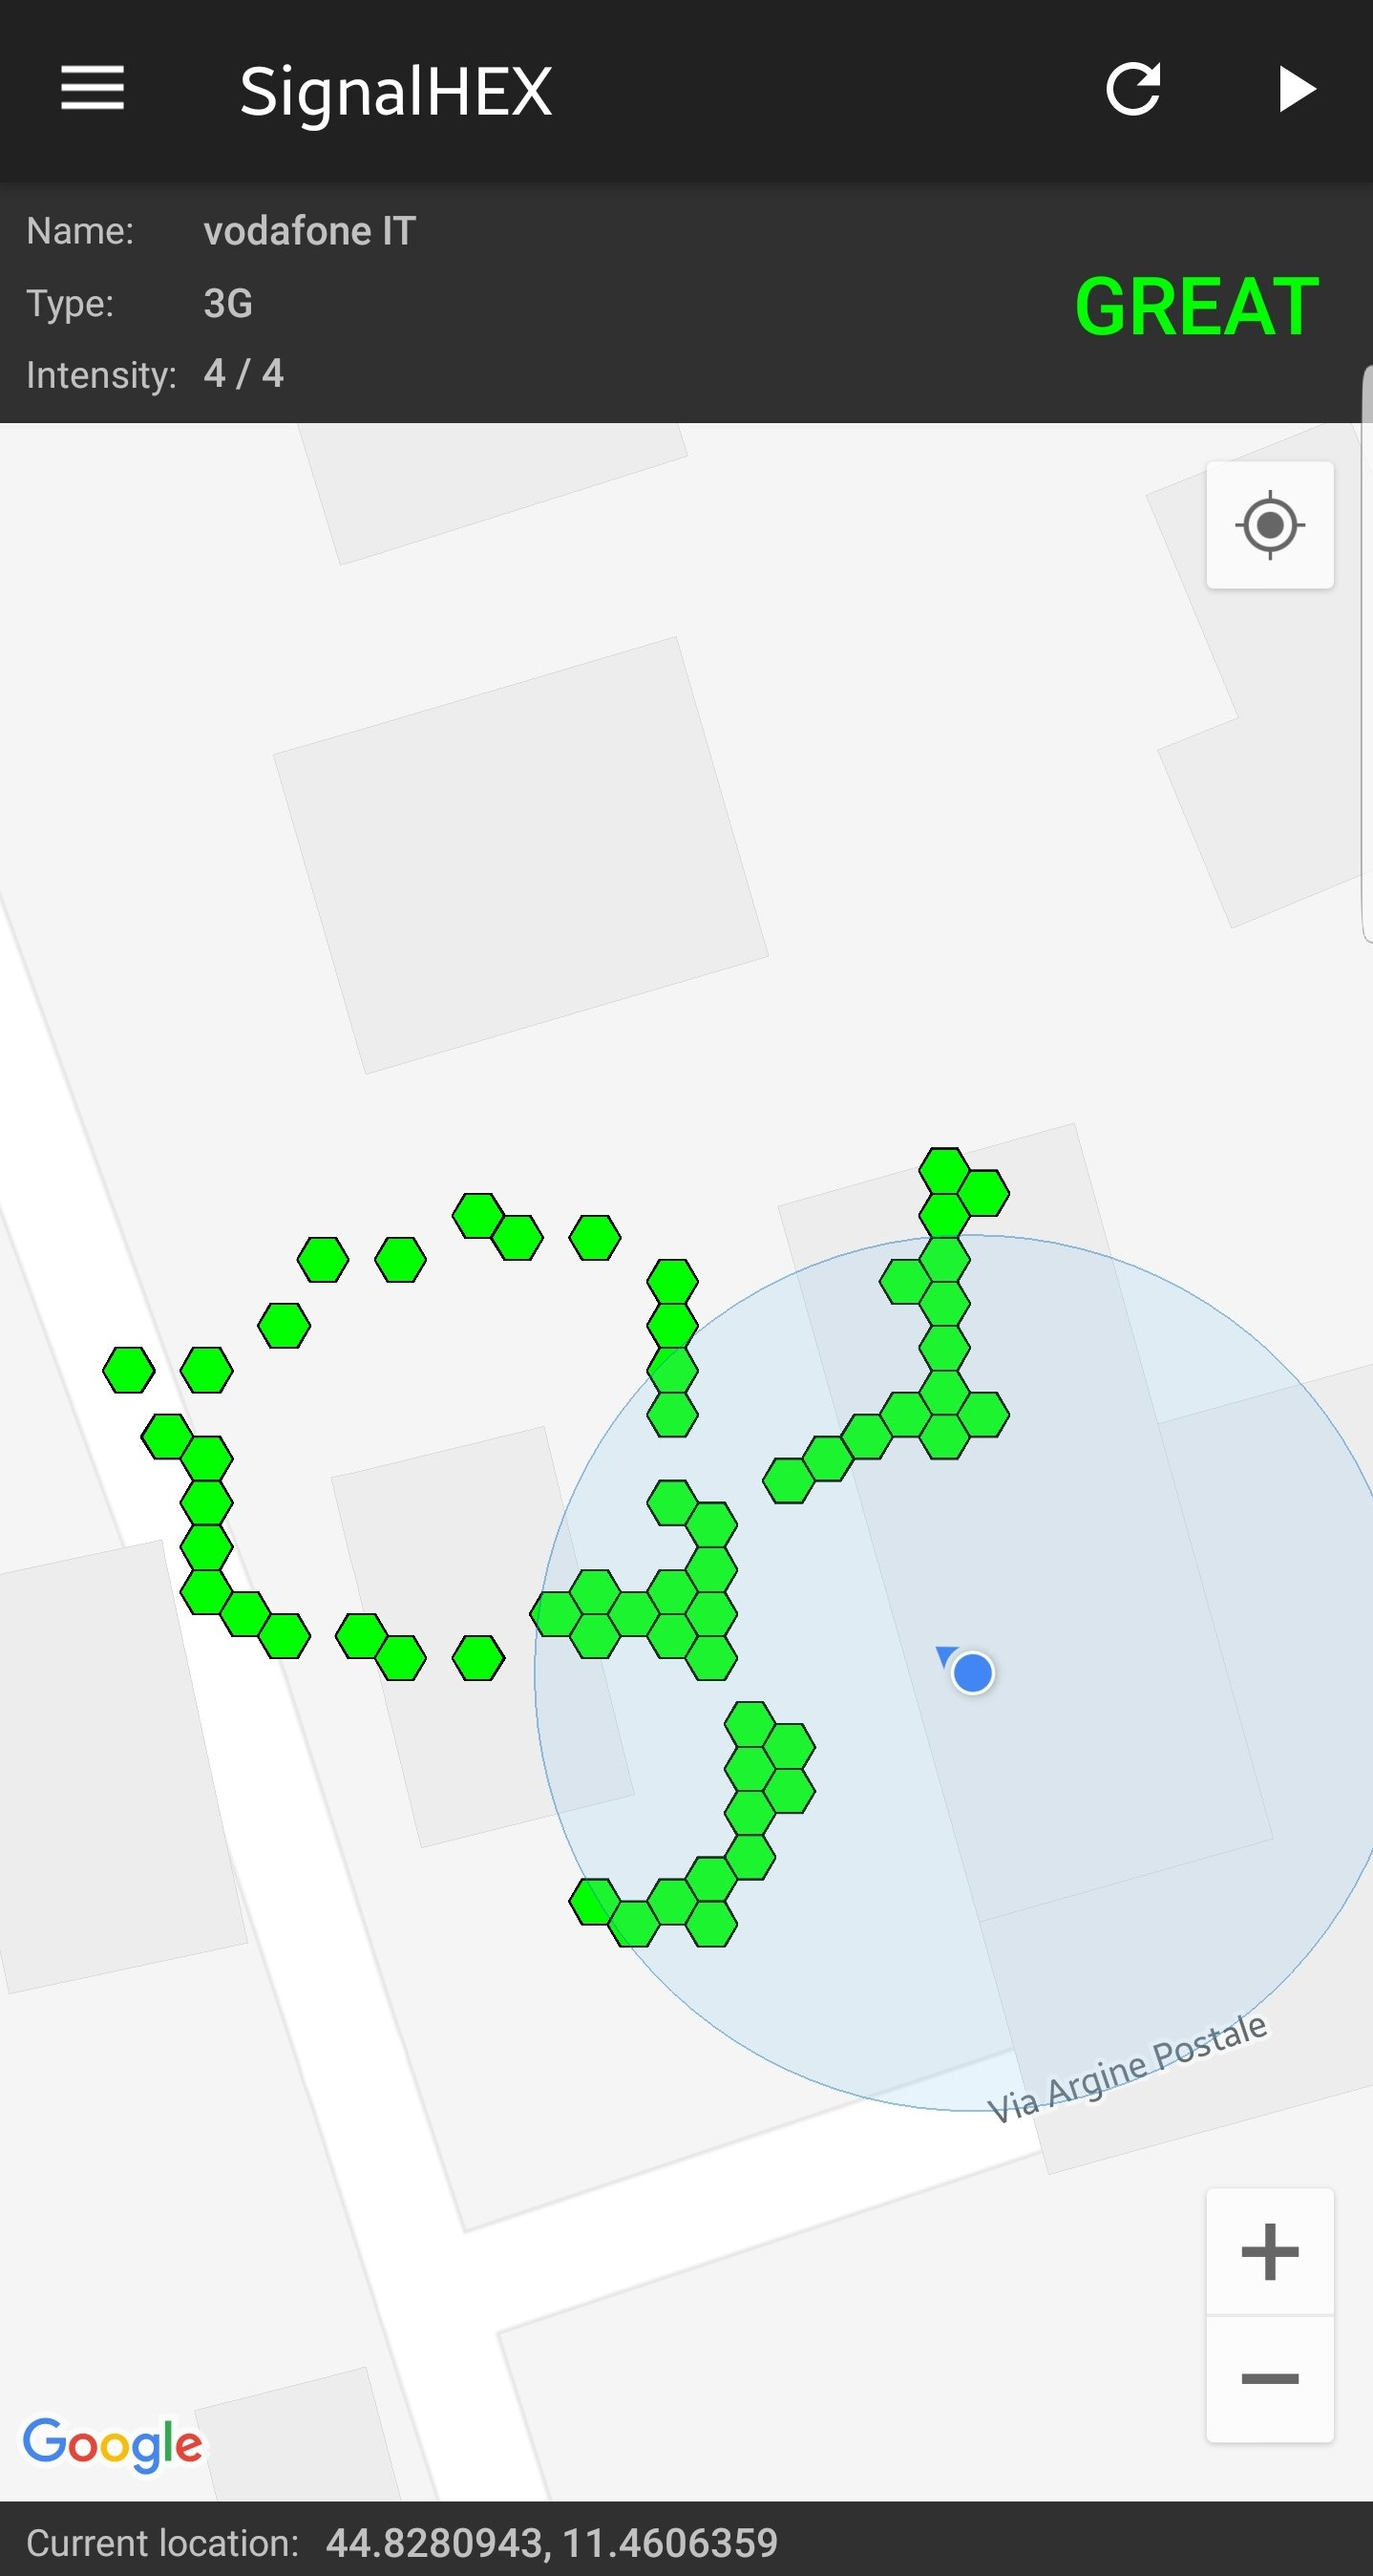 SignalHEX
Name: vodafone IT
Type: 3G
Intensity: 4 / 4
GREAT
Via Argine Postale
Google
Current location: 44.8280943, 11.4606359